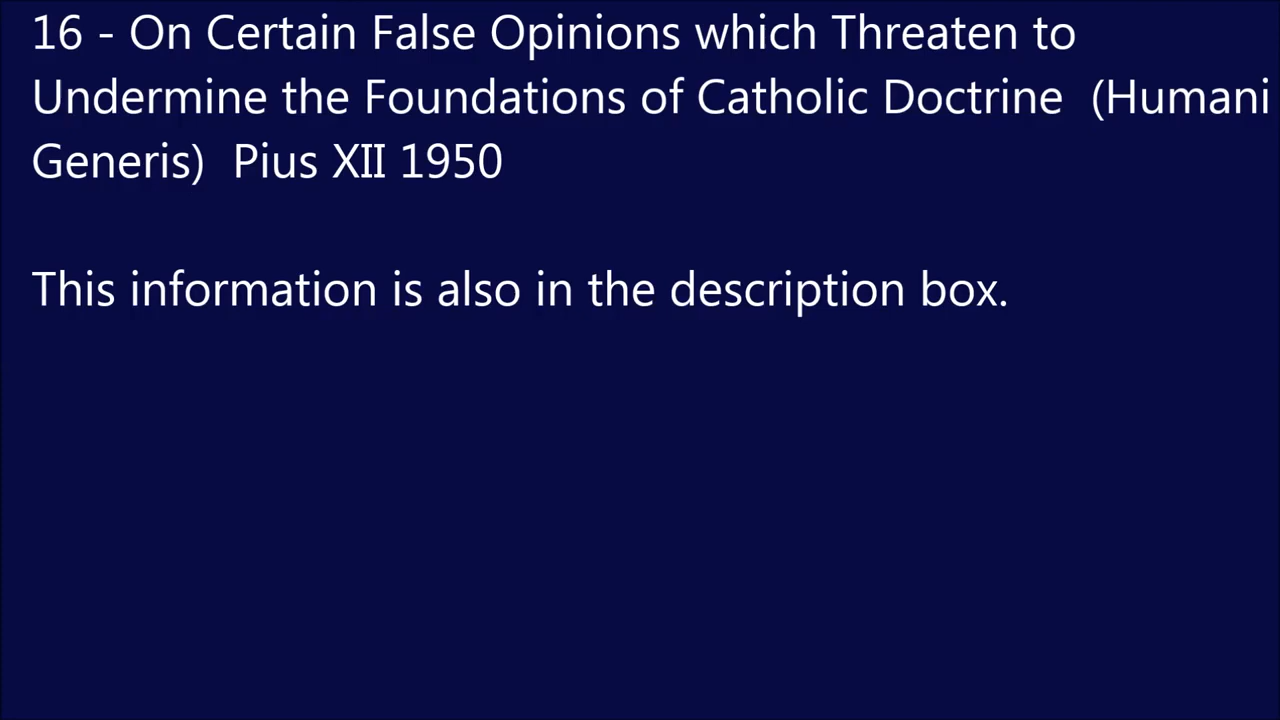 16 - On Certain False Opinions which Threaten to
Undermine the Foundations of Catholic Doctrine  (Humani
Generis)  Pius XII 1950
This information is also in the description box.